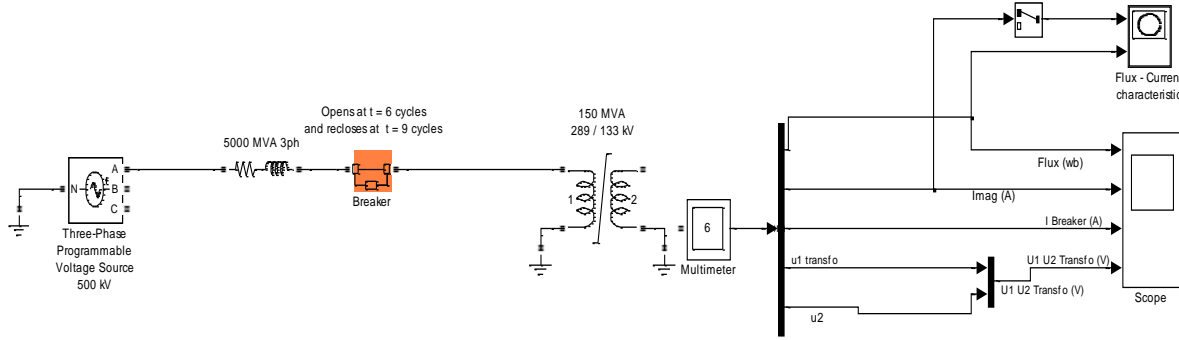 Flux - Curren
characteristic
Opens at t = 6 cycles
and recloses at t = 9 cycles
150 MVA
289 / 133 kV
5000 MVA 3ph
Flux (wb)
A
N
B
C
Breaker
1
2
Imag (A)
6
I Breaker (A)
Three-Phase
Programmable
Voltage Source
500 kV
Multimeter
u1 transfo
U1 U2 Transfo (V)
U1 U2 Transfo (V)
Scope
u2